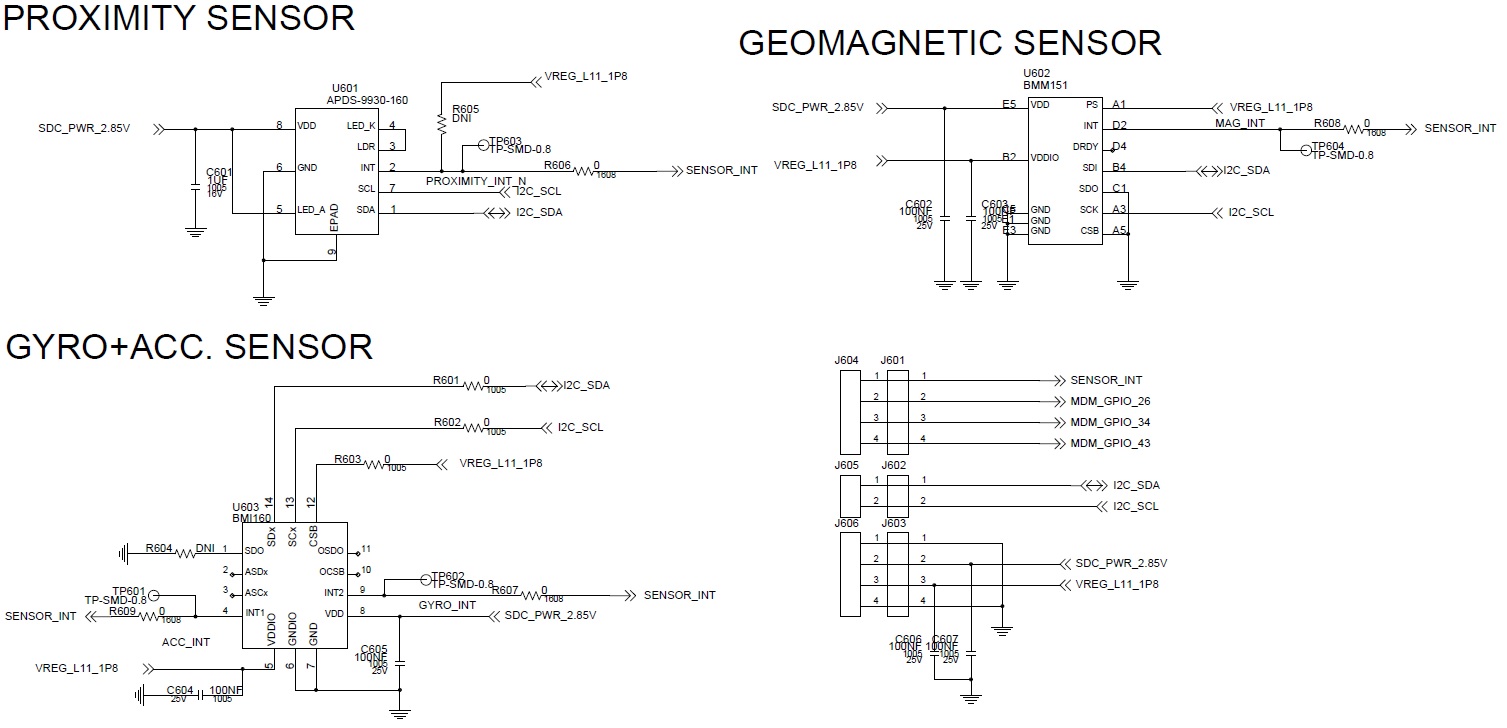 PROXIMITY SENSOR
VREG_L11_1P8
U601
APDS-9930-160
R605
DNI
SDC_PWR_2.85V
8 VDD LED_K 4
LDR 3
TP603
TP-SMD-0.8
C601
1UF
1005
16V
6 GND INT 2
R606 0
1608
SENSOR_INT
PROXIMITY_INT_N
SCL 7
I2C_SCL
5 LED_A SDA 1
I2C_SDA
EPAD
9
GEOMAGNETIC SENSOR
U602
BMM151
SDC_PWR_2.85V
E5 VDD PS A1
VREG_L11_1P8
INT D2
MAG_INT
R608 0
1608
SENSOR_INT
DRDY D4
TP604
TP-SMD-0.8
VREG_L11_1P8
B2 VDDIO
SDI B4
I2C_SDA
SDO C1
C602
100NF
1005
25V
C603
100NF
1005
25V
GND
E1 GND
E3 GND
SCK A3
I2C_SCL
CSB A5
GYRO+ACC. SENSOR
R601 0
1005
I2C_SDA
R602 0
1005
I2C_SCL
R603 0
1005
VREG_L11_1P8
U603
BMI160
14 13 12
SDx SCx CSB
R604 DNI 1 SDO OSDO 11
2 ASDx OCSB 10
3 ASCx INT2 9
TP602
TP-SMD-0.8
R607 0
1608
SENSOR_INT
GYRO_INT
TP601
TP-SMD-0.8
SENSOR_INT
R609 0
1608
4 INT1 VDD 8
SDC_PWR_2.85V
ACC_INT
VDDIO GNDIO GND
5 6 7
C605
100NF
1005
25V
VREG_L11_1P8
C604 100NF
25V 1005
J604 J601
1 1 SENSOR_INT
2 2 MDM_GPIO_26
3 3 MDM_GPIO_34
4 4 MDM_GPIO_43
J605 J602
1 1 I2C_SDA
2 2 I2C_SCL
J606 J603
1 1
2 2 SDC_PWR_2.85V
3 3 VREG_L11_1P8
4 4
C606
100NF
1005
25V
C607
100NF
1005
25V